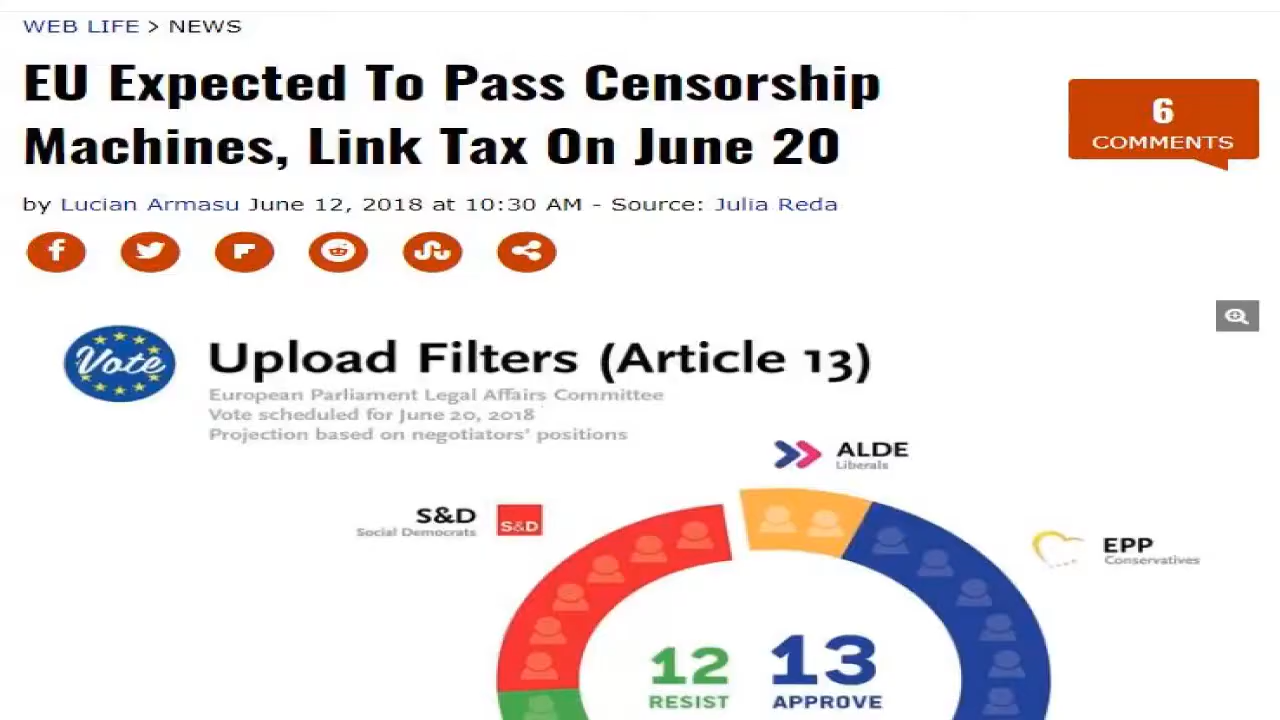 WEB LIFE > NEWS
EU Expected To Pass Censorship
Machines, Link Tax On June 20
6
COMMENTS
by Lucian Armasu June 12, 2018 at 10:30 AM - Source: Julia Reda
Vote
Upload Filters (Article 13)
European Parliament Legal Affairs Committee
Vote scheduled for June 20, 2018
Projection based on negotiators' positions
ALDE
Liberals
S&D
Social Democrats
S&D
EPP
Conservatives
12
RESIST
13
APPROVE